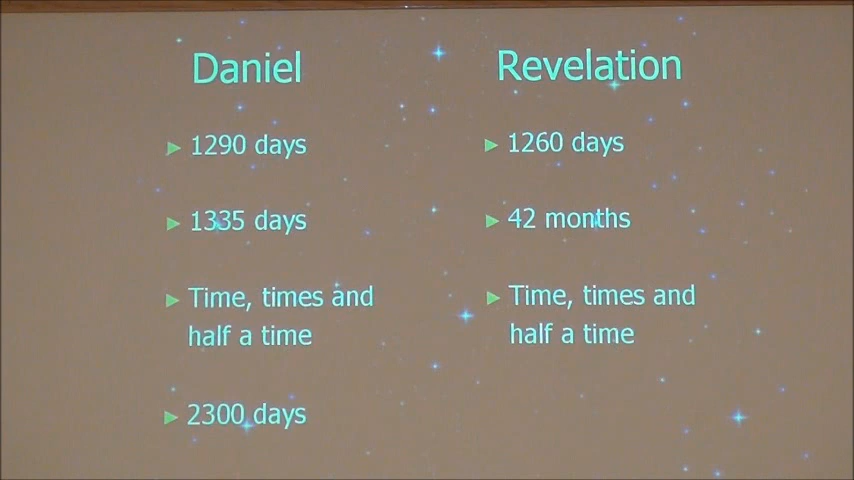 Daniel
1290 days
1335 days
Time, times and
half a time
2300 days
Revelation
1260 days
42 months
Time, times and
half a time